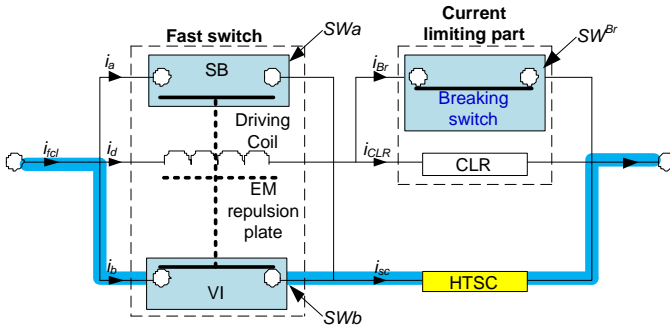 Fast switch
SWa
Current
limiting part
SW^Br
i_a
SB
i_Br
Breaking
switch
Driving
Coil
i_fcl
i_d
i_CLR
CLR
EM
repulsion
plate
i_b
VI
i_sc
HTSC
SWb